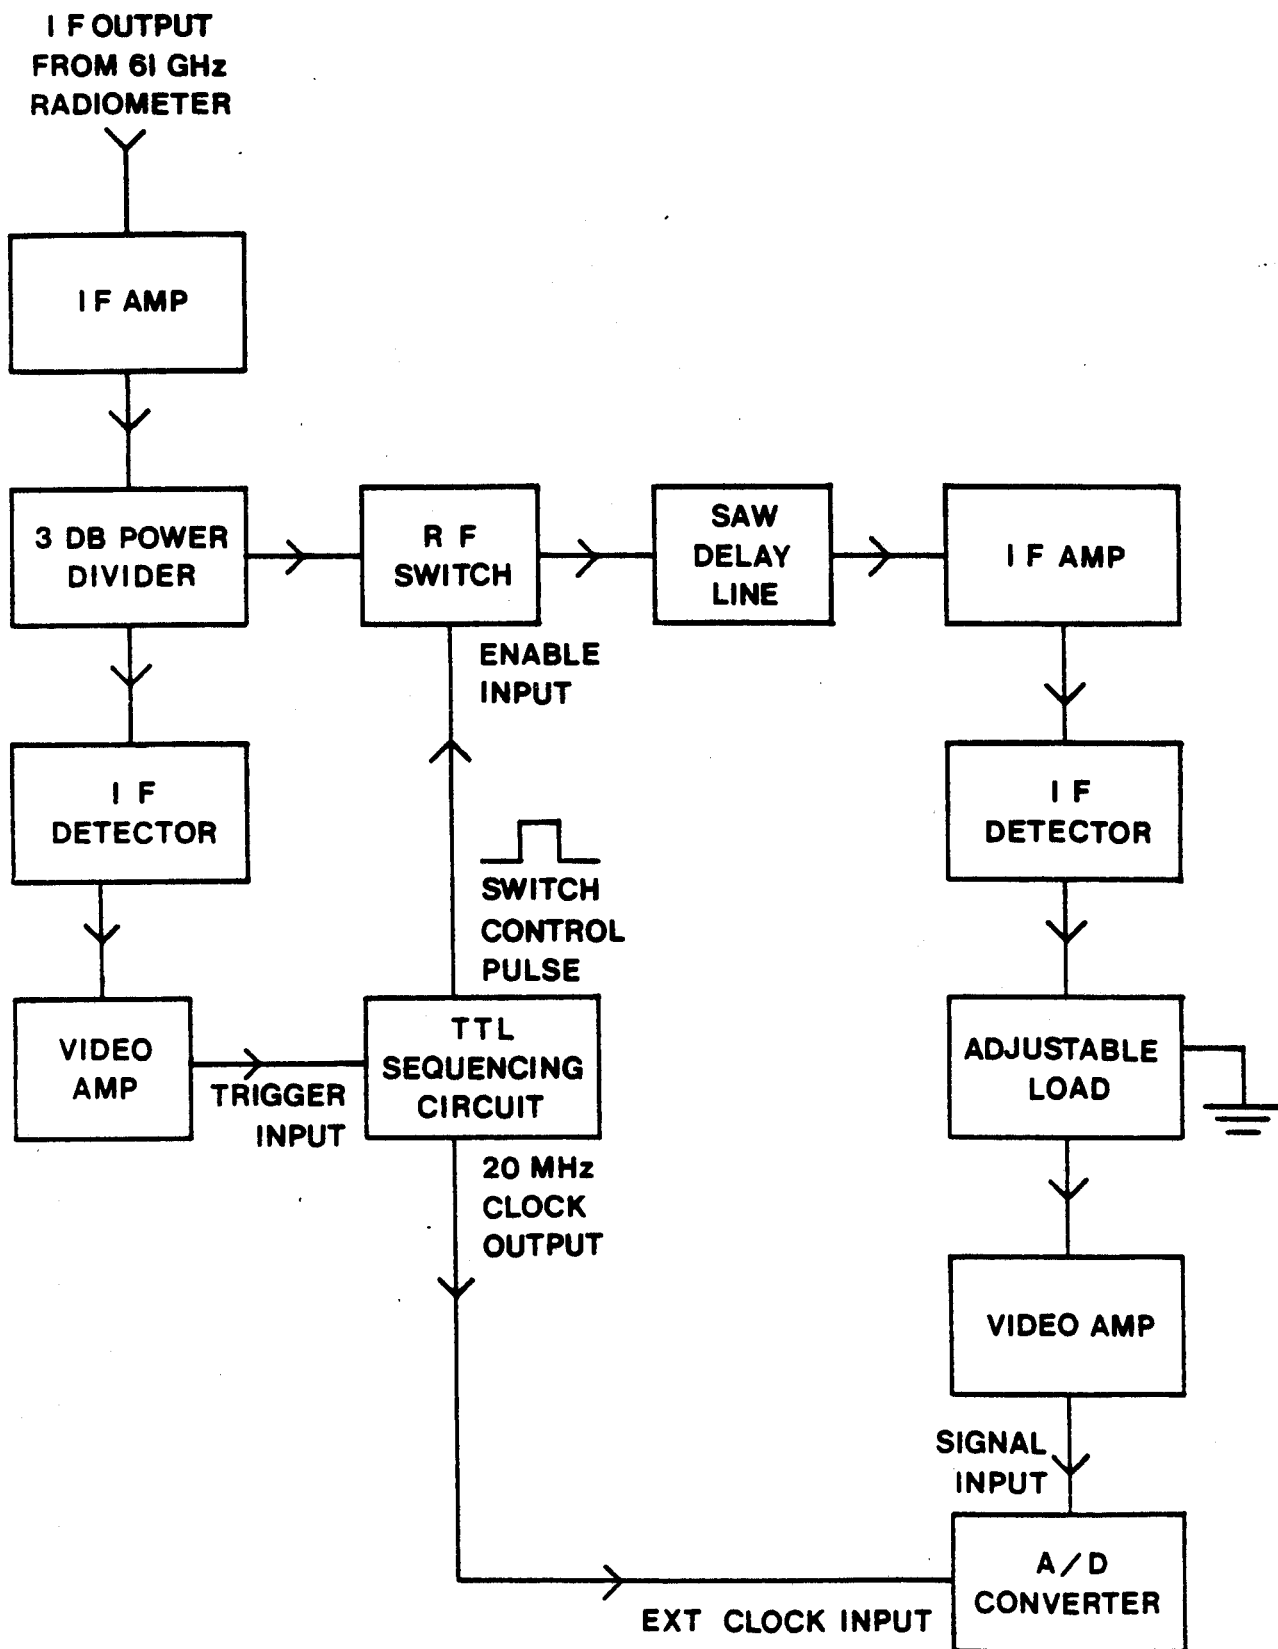 I F OUTPUT
FROM 61 GHz
RADIOMETER
I F AMP
3 DB POWER
DIVIDER
R F
SWITCH
SAW
DELAY
LINE
I F AMP
ENABLE
INPUT
I F
DETECTOR
I F
DETECTOR
SWITCH
CONTROL
PULSE
VIDEO
AMP
TRIGGER
INPUT
TTL
SEQUENCING
CIRCUIT
ADJUSTABLE
LOAD
20 MHz
CLOCK
OUTPUT
VIDEO AMP
SIGNAL
INPUT
A/D
CONVERTER
EXT CLOCK INPUT